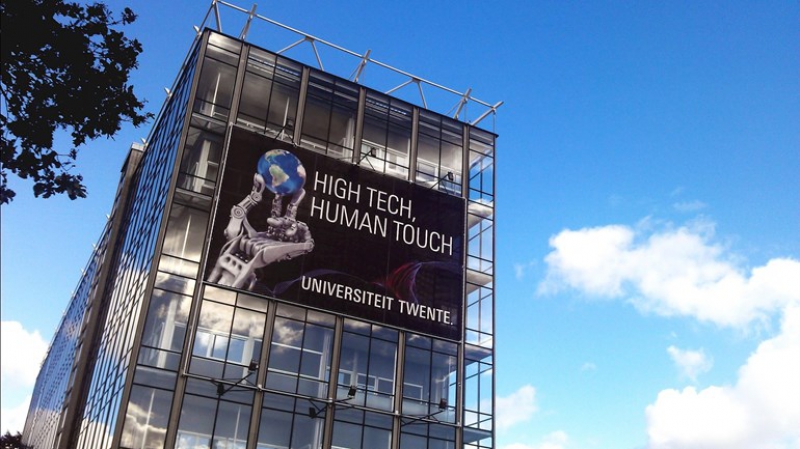 HIGH TECH,
HUMAN TOUCH
UNIVERSITEIT TWENTE.